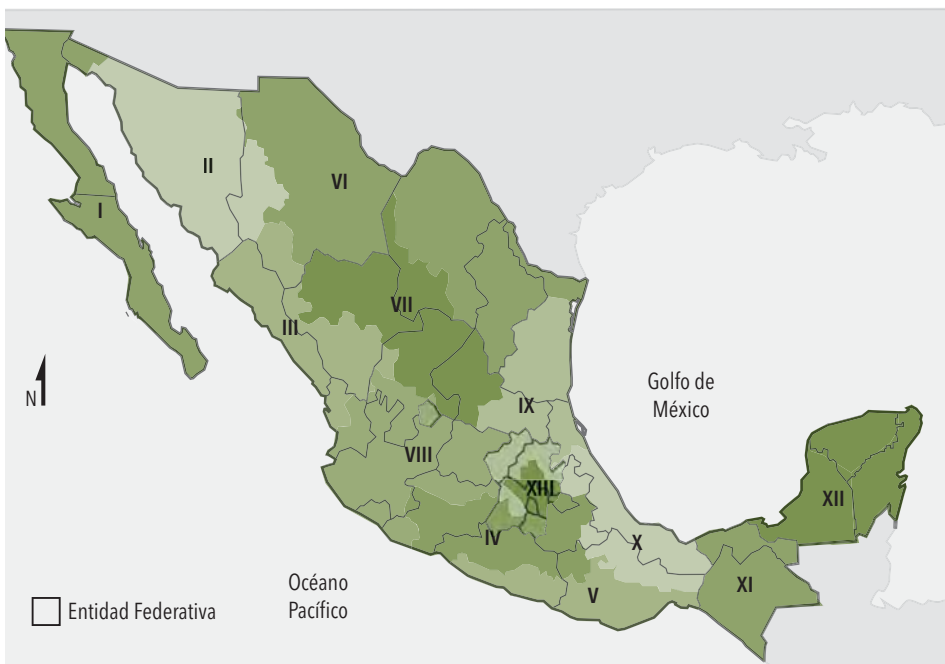 II
VI
I
VII
III
N
Golfo de
México
IX
VIII
XIII
XII
IV
X
Océano
Pacífico
V
XI
Entidad Federativa